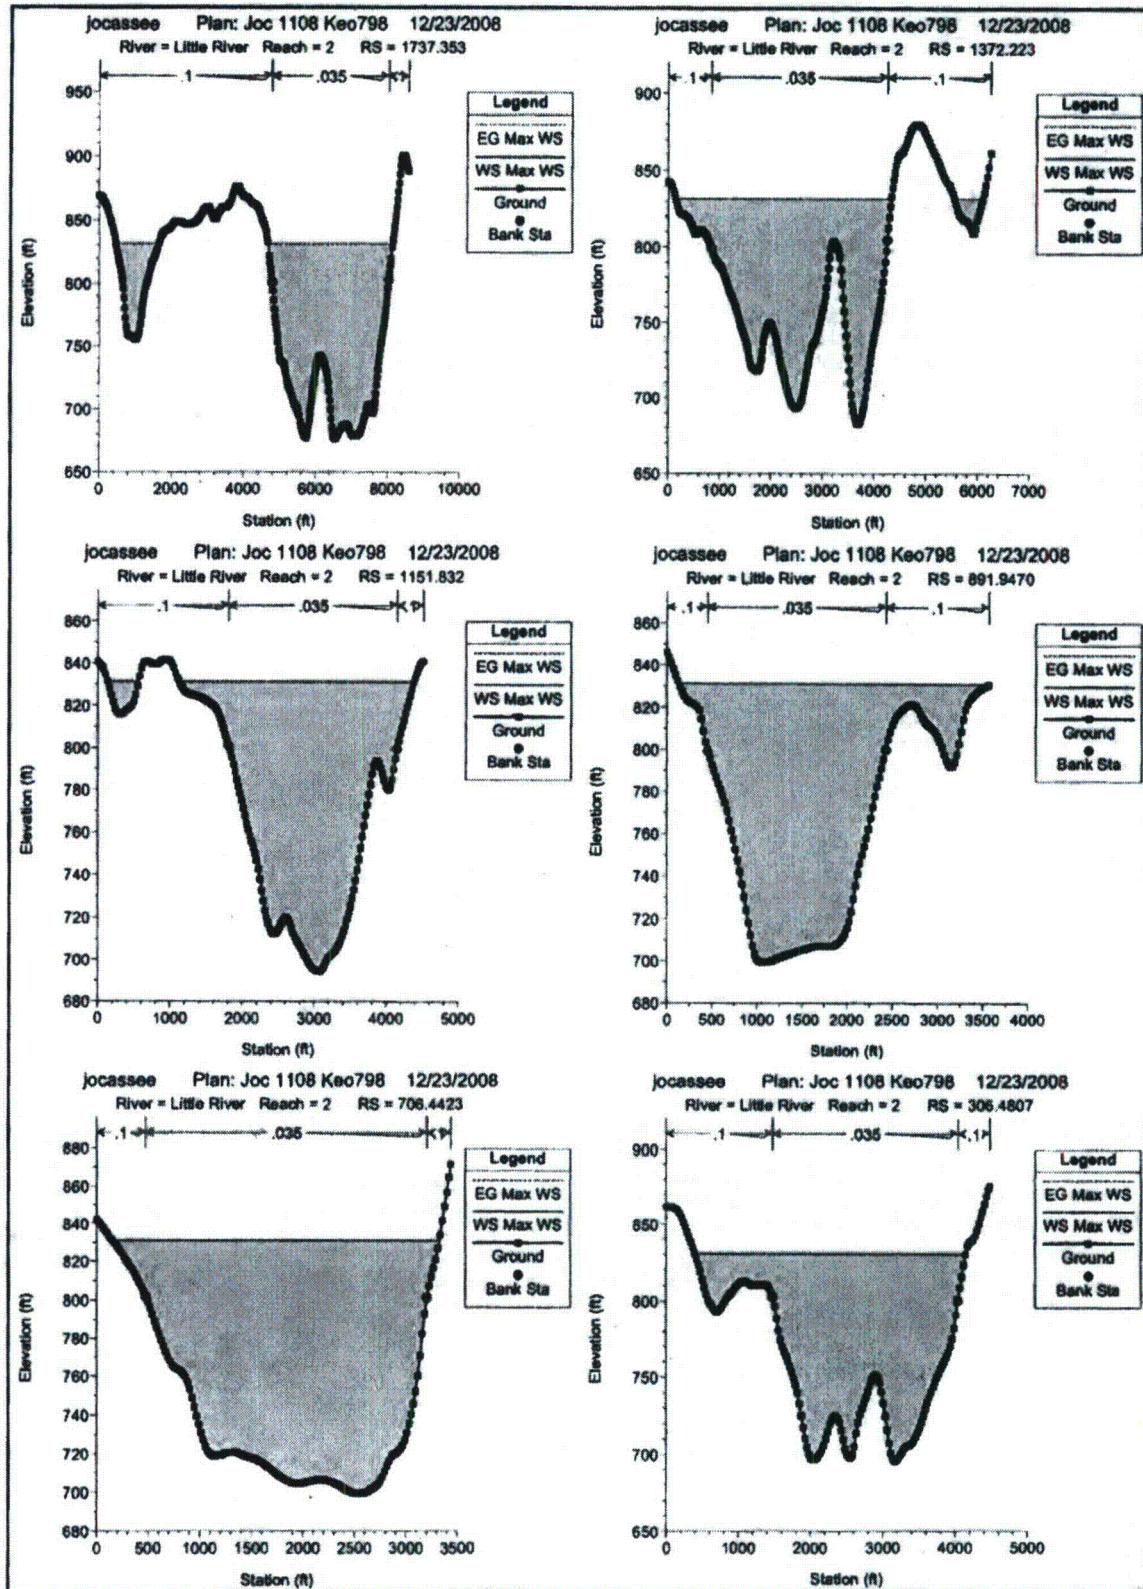 jocassee Plan: Joc 1108 Keo798 12/23/2008
River = Little River Reach = 2 RS = 1737.353
.1 .035 .1
Legend
EG Max WS
WS Max WS
Ground
Bank Sta
Elevation (ft)
950
900
850
800
750
700
650
0 2000 4000 6000 8000 10000
Station (ft)
jocassee Plan: Joc 1108 Keo798 12/23/2008
River = Little River Reach = 2 RS = 1372.223
.1 .035 .1
Legend
EG Max WS
WS Max WS
Ground
Bank Sta
Elevation (ft)
900
850
800
750
700
650
0 1000 2000 3000 4000 5000 6000 7000
Station (ft)
jocassee Plan: Joc 1108 Keo798 12/23/2008
River = Little River Reach = 2 RS = 1151.832
.1 .035 .1
Legend
EG Max WS
WS Max WS
Ground
Bank Sta
Elevation (ft)
860
840
820
800
780
760
740
720
700
680
0 1000 2000 3000 4000 5000
Station (ft)
jocassee Plan: Joc 1108 Keo798 12/23/2008
River = Little River Reach = 2 RS = 891.9470
.1 .035 .1
Legend
EG Max WS
WS Max WS
Ground
Bank Sta
Elevation (ft)
860
840
820
800
780
760
740
720
700
680
0 500 1000 1500 2000 2500 3000 3500 4000
Station (ft)
jocassee Plan: Joc 1108 Keo798 12/23/2008
River = Little River Reach = 2 RS = 706.4423
.1 .035 .1
Legend
EG Max WS
WS Max WS
Ground
Bank Sta
Elevation (ft)
880
860
840
820
800
780
760
740
720
700
680
0 500 1000 1500 2000 2500 3000 3500
Station (ft)
jocassee Plan: Joc 1108 Keo798 12/23/2008
River = Little River Reach = 2 RS = 306.4807
.1 .035 .1
Legend
EG Max WS
WS Max WS
Ground
Bank Sta
Elevation (ft)
900
850
800
750
700
650
0 1000 2000 3000 4000 5000
Station (ft)